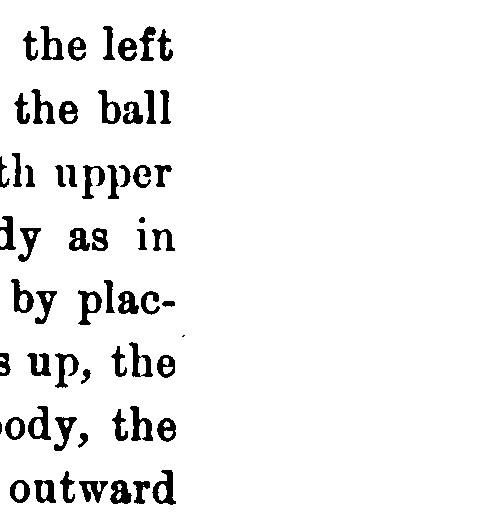 the left
the ball
th upper
dy as in
by plac-
s up, the
ody, the
outward